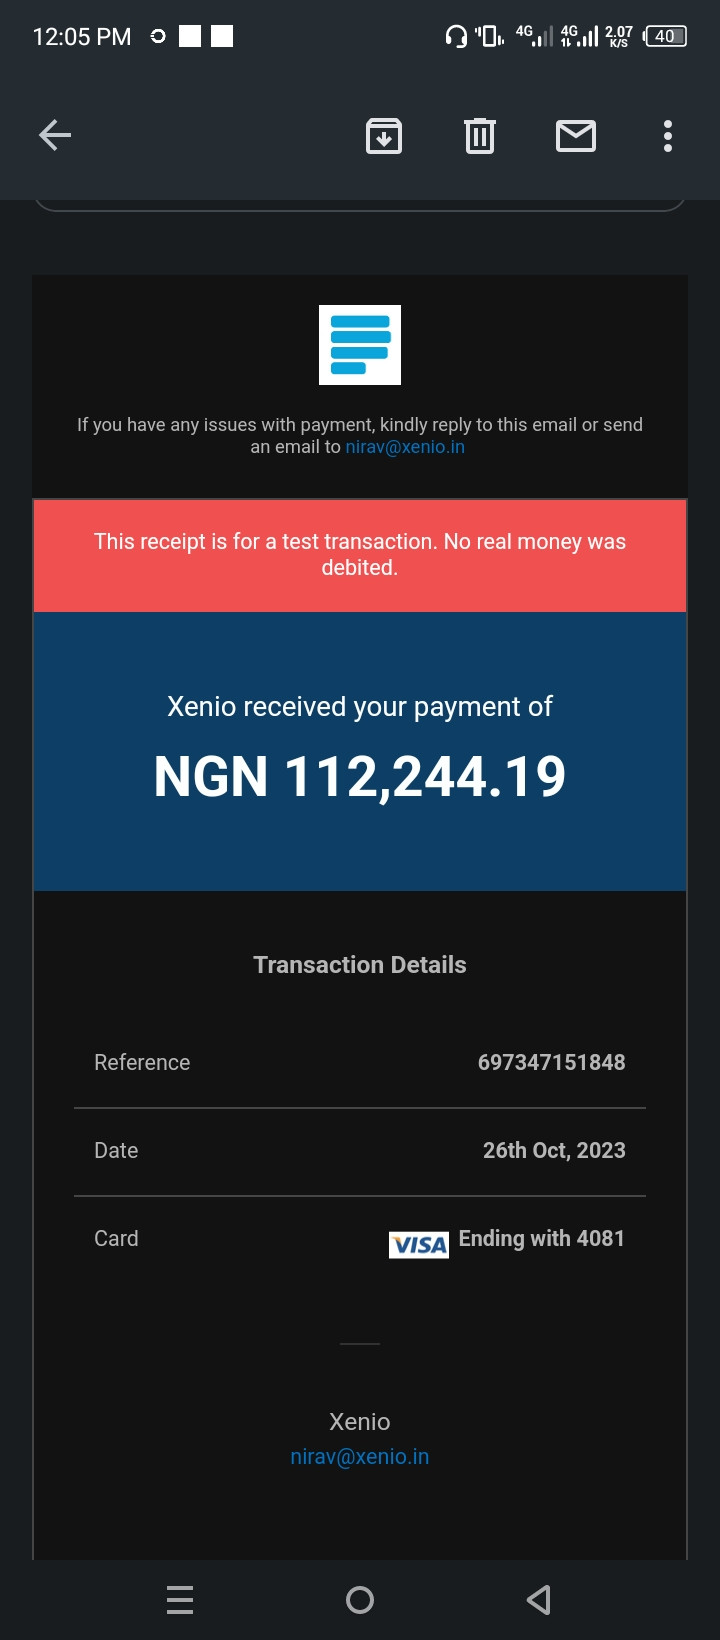 12:05 PM 4G 4G 2.07 K/S 40
If you have any issues with payment, kindly reply to this email or send
an email to nirav@xenio.in
This receipt is for a test transaction. No real money was
debited.
Xenio received your payment of
NGN 112,244.19
Transaction Details
Reference 697347151848
Date 26th Oct, 2023
Card VISA Ending with 4081
Xenio
nirav@xenio.in